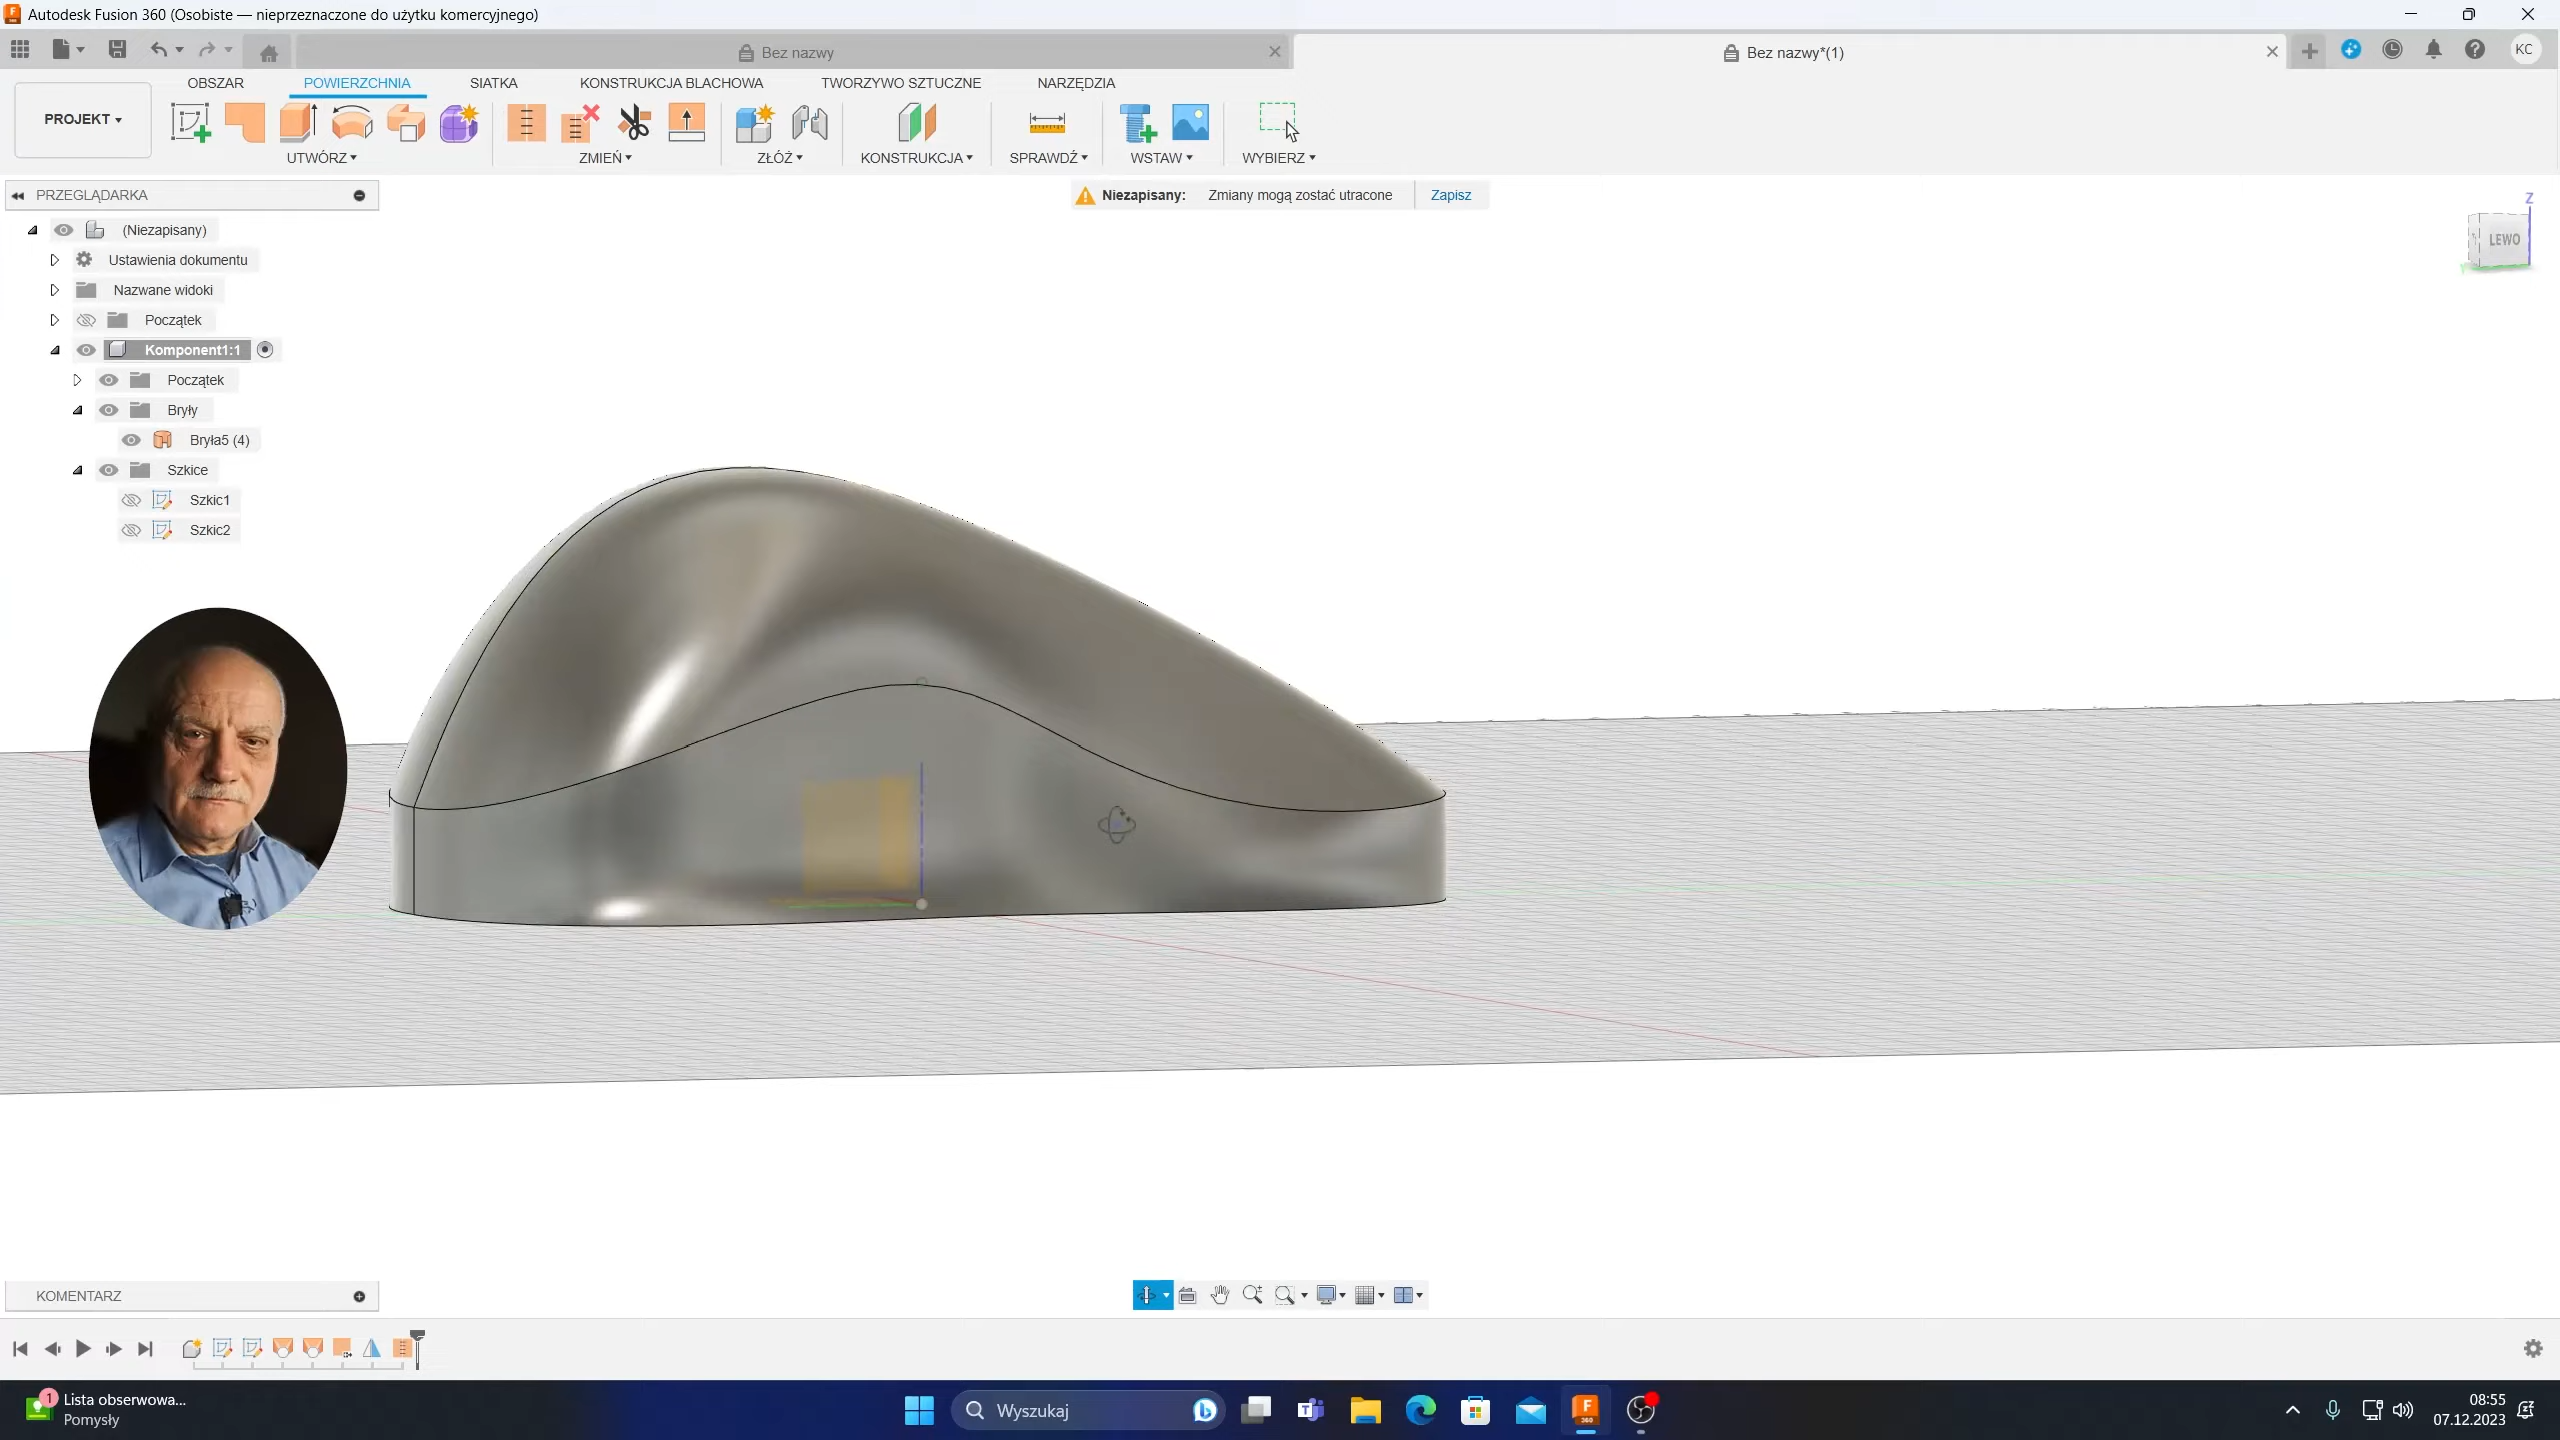 Autodesk Fusion 360 (Osobiste — nieprzeznaczone do użytku komercyjnego)
Bez nazwy
Bez nazwy*(1)
KC
PROJEKT
OBSZAR
POWIERZCHNIA
SIATKA
KONSTRUKCJA BLACHOWA
TWORZYWO SZTUCZNE
NARZĘDZIA
UTWÓRZ
ZMIEŃ
ZŁÓŻ
KONSTRUKCJA
SPRAWDŹ
WSTAW
WYBIERZ
PRZEGLĄDARKA
Niezapisany: Zmiany mogą zostać utracone Zapisz
(Niezapisany)
Ustawienia dokumentu
Nazwane widoki
Początek
Komponent1:1
Początek
Bryły
Bryła5 (4)
Szkice
Szkic1
Szkic2
Z
LEWO
KOMENTARZ
1
Lista obserwowa...
Pomysły
Wyszukaj
F
360
08:55
07.12.2023